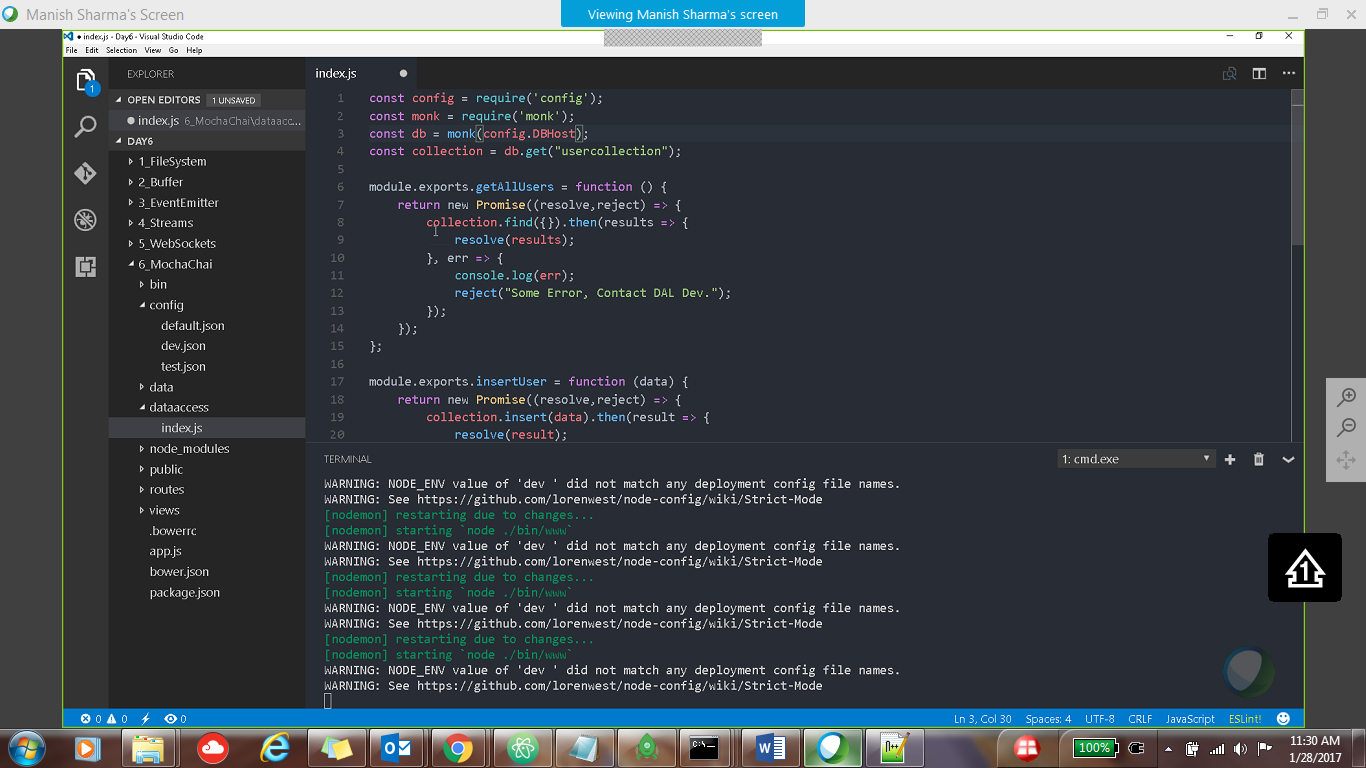 Manish Sharma's Screen
Viewing Manish Sharma's screen
● index.js - Day6 - Visual Studio Code
File Edit Selection View Go Help
EXPLORER
1
OPEN EDITORS 1 UNSAVED
● index.js 6_MochaChai\dataacc...
DAY6
1_FileSystem
2_Buffer
3_EventEmitter
4_Streams
5_WebSockets
6_MochaChai
bin
config
default.json
dev.json
test.json
data
dataaccess
index.js
node_modules
public
routes
views
.bowerrc
app.js
bower.json
package.json
index.js ●
1 const config = require('config');
2 const monk = require('monk');
3 const db = monk(config.DBHost);
4 const collection = db.get("usercollection");
5
6 module.exports.getAllUsers = function () {
7 return new Promise((resolve,reject) => {
8 collection.find({}).then(results => {
9 resolve(results);
10 }, err => {
11 console.log(err);
12 reject("Some Error, Contact DAL Dev.");
13 });
14 });
15 };
16
17 module.exports.insertUser = function (data) {
18 return new Promise((resolve,reject) => {
19 collection.insert(data).then(result => {
20 resolve(result);
TERMINAL
1: cmd.exe
WARNING: NODE_ENV value of 'dev ' did not match any deployment config file names.
WARNING: See https://github.com/lorenwest/node-config/wiki/Strict-Mode
[nodemon] restarting due to changes...
[nodemon] starting `node ./bin/www`
WARNING: NODE_ENV value of 'dev ' did not match any deployment config file names.
WARNING: See https://github.com/lorenwest/node-config/wiki/Strict-Mode
[nodemon] restarting due to changes...
[nodemon] starting `node ./bin/www`
WARNING: NODE_ENV value of 'dev ' did not match any deployment config file names.
WARNING: See https://github.com/lorenwest/node-config/wiki/Strict-Mode
[nodemon] restarting due to changes...
[nodemon] starting `node ./bin/www`
WARNING: NODE_ENV value of 'dev ' did not match any deployment config file names.
WARNING: See https://github.com/lorenwest/node-config/wiki/Strict-Mode
1
0 0 0
Ln 3, Col 30 Spaces: 4 UTF-8 CRLF JavaScript ESLint!
100%
11:30 AM
1/28/2017